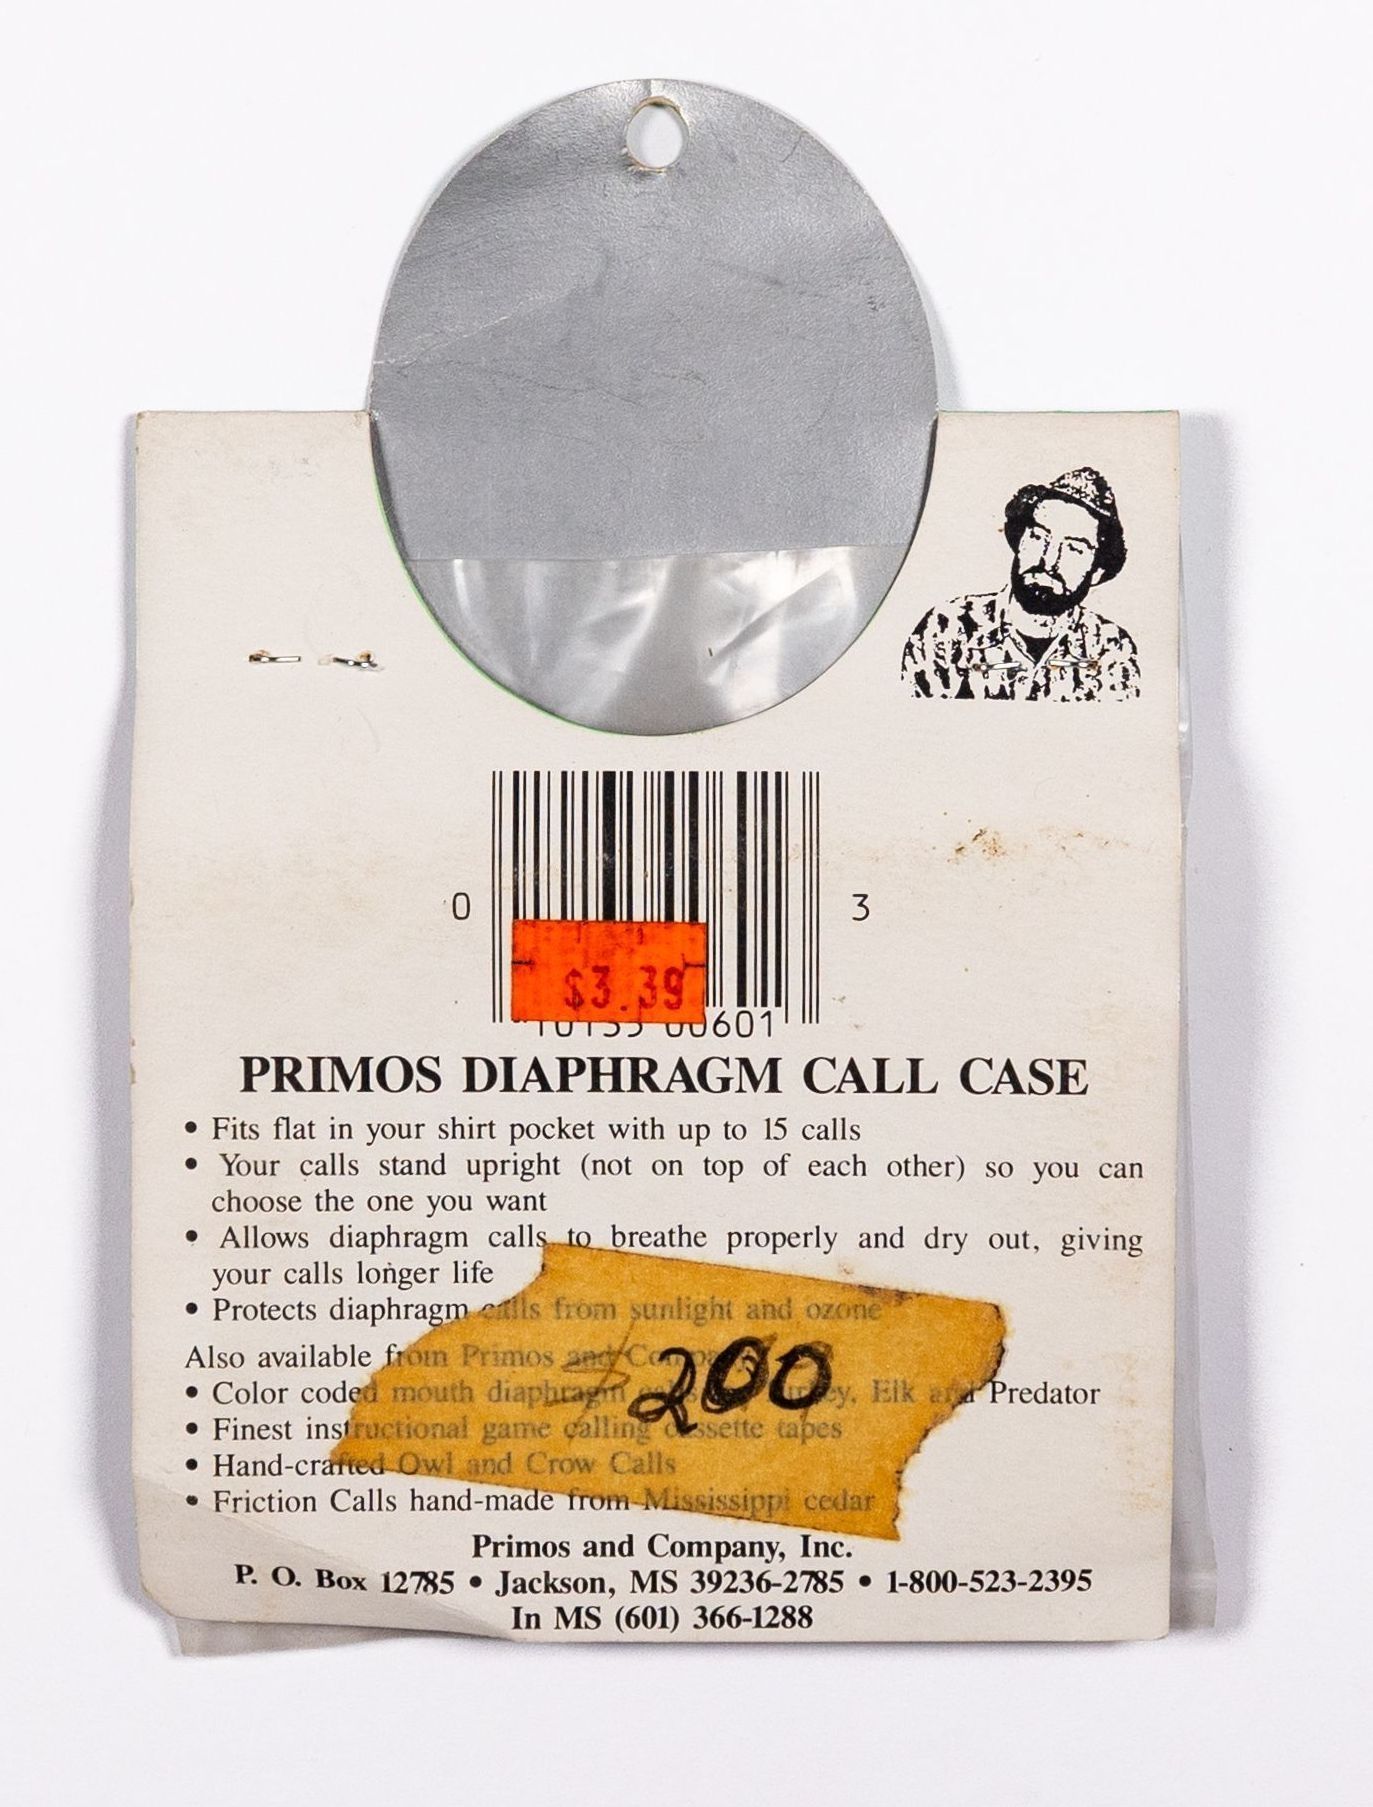 0 3
$3.39
10135 00601
PRIMOS DIAPHRAGM CALL CASE
• Fits flat in your shirt pocket with up to 15 calls
• Your calls stand upright (not on top of each other) so you can
choose the one you want
• Allows diaphragm calls to breathe properly and dry out, giving
your calls longer life
• Protects diaphragm calls from sunlight and ozone
Also available from Primos and Company
200
• Color coded mouth diaphragm Turkey, Elk and Predator
• Finest instructional game calling cassette tapes
• Hand-crafted Owl and Crow Calls
• Friction Calls hand-made from Mississippi cedar
Primos and Company, Inc.
P. O. Box 12785 • Jackson, MS 39236-2785 • 1-800-523-2395
In MS (601) 366-1288